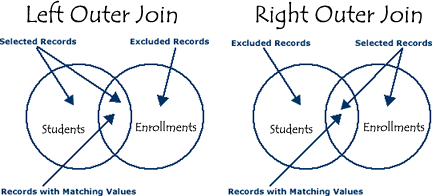 Left Outer Join
Selected Records
Excluded Records
Students
Enrollments
Records with Matching Values
Right Outer Join
Excluded Records
Selected Records
Students
Enrollments
Records with Matching Values